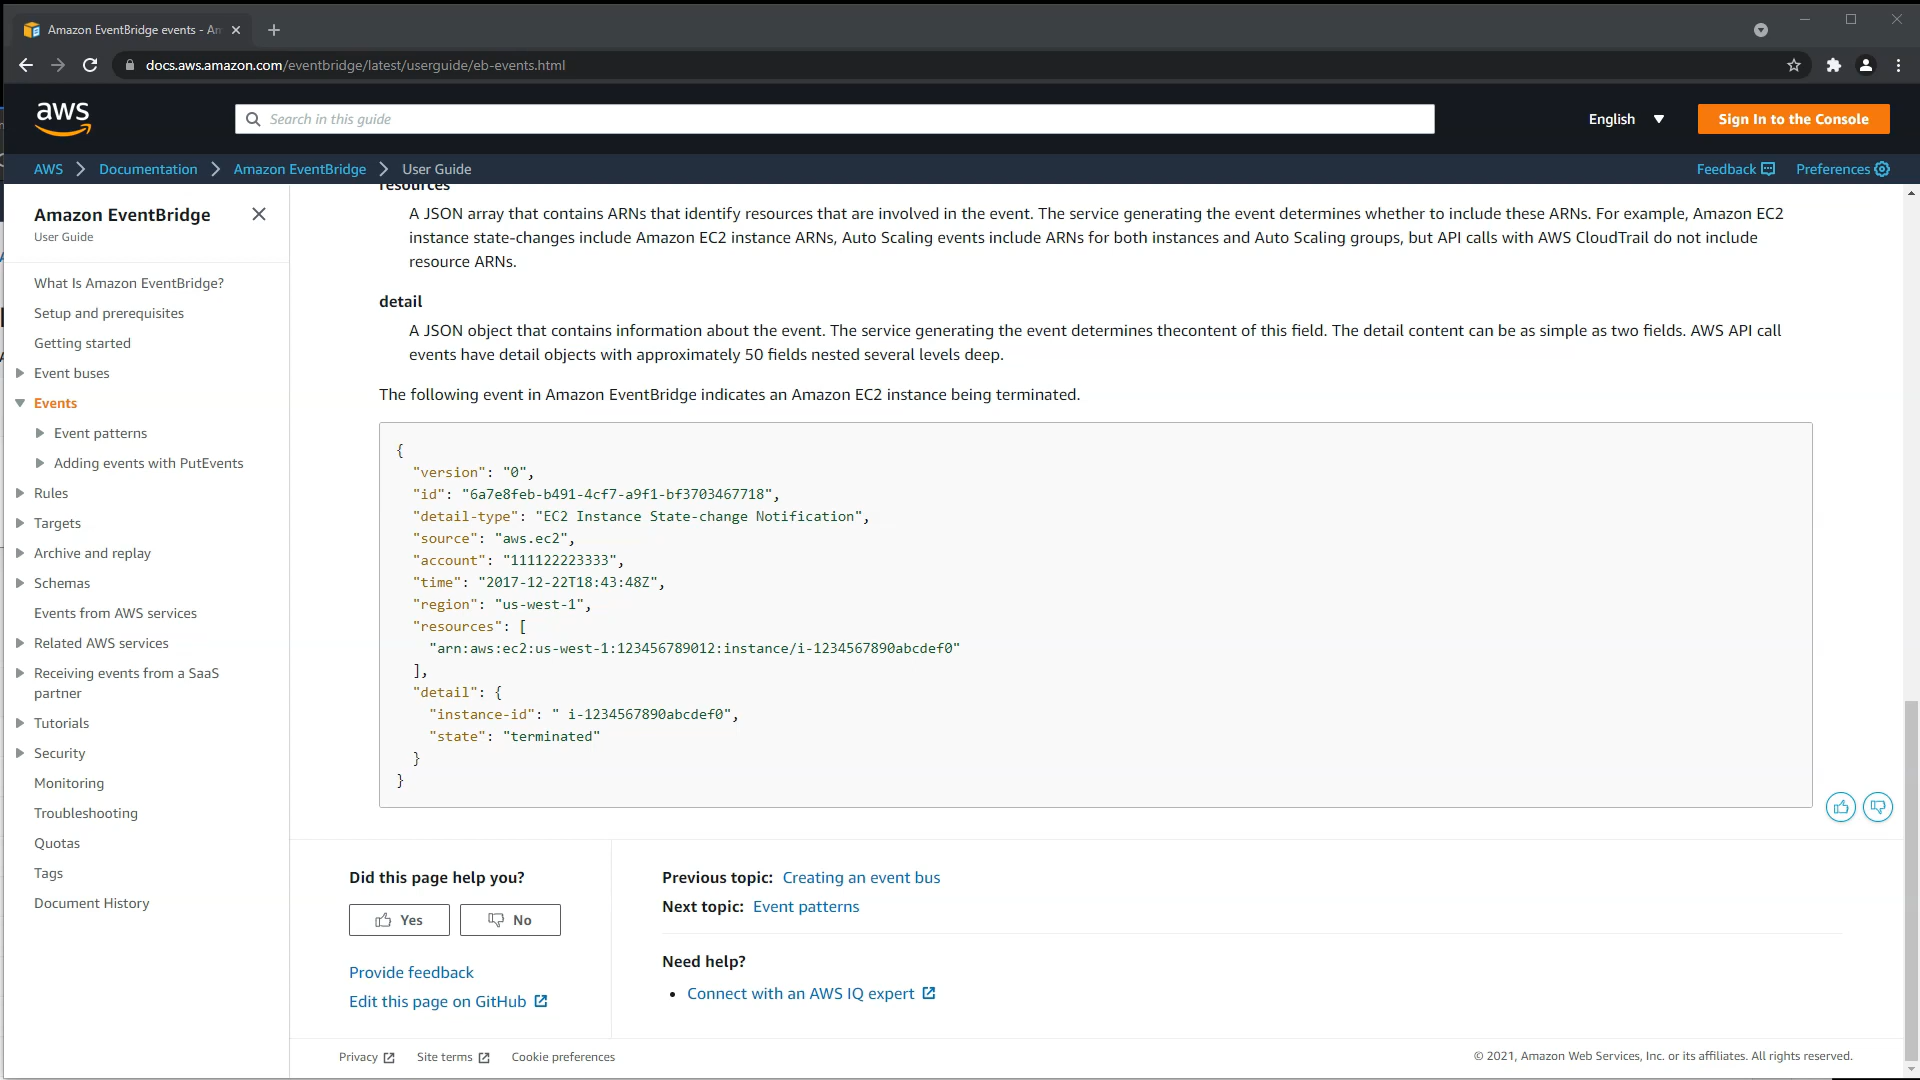 Amazon EventBridge events - Am
docs.aws.amazon.com/eventbridge/latest/userguide/eb-events.html
aws
Search in this guide
English
Sign In to the Console
AWS
Documentation
Amazon EventBridge
User Guide
Feedback
Preferences
Amazon EventBridge
User Guide
What Is Amazon EventBridge?
Setup and prerequisites
Getting started
Event buses
Events
Event patterns
Adding events with PutEvents
Rules
Targets
Archive and replay
Schemas
Events from AWS services
Related AWS services
Receiving events from a SaaS
partner
Tutorials
Security
Monitoring
Troubleshooting
Quotas
Tags
Document History
resources
A JSON array that contains ARNs that identify resources that are involved in the event. The service generating the event determines whether to include these ARNs. For example, Amazon EC2
instance state-changes include Amazon EC2 instance ARNs, Auto Scaling events include ARNs for both instances and Auto Scaling groups, but API calls with AWS CloudTrail do not include
resource ARNs.
detail
A JSON object that contains information about the event. The service generating the event determines thecontent of this field. The detail content can be as simple as two fields. AWS API call
events have detail objects with approximately 50 fields nested several levels deep.
The following event in Amazon EventBridge indicates an Amazon EC2 instance being terminated.
{
"version": "0",
"id": "6a7e8feb-b491-4cf7-a9f1-bf3703467718",
"detail-type": "EC2 Instance State-change Notification",
"source": "aws.ec2",
"account": "111122223333",
"time": "2017-12-22T18:43:48Z",
"region": "us-west-1",
"resources": [
"arn:aws:ec2:us-west-1:123456789012:instance/i-1234567890abcdef0"
],
"detail": {
"instance-id": " i-1234567890abcdef0",
"state": "terminated"
}
}
Did this page help you?
Yes
No
Provide feedback
Edit this page on GitHub
Previous topic: Creating an event bus
Next topic: Event patterns
Need help?
• Connect with an AWS IQ expert
Privacy
Site terms
Cookie preferences
© 2021, Amazon Web Services, Inc. or its affiliates. All rights reserved.